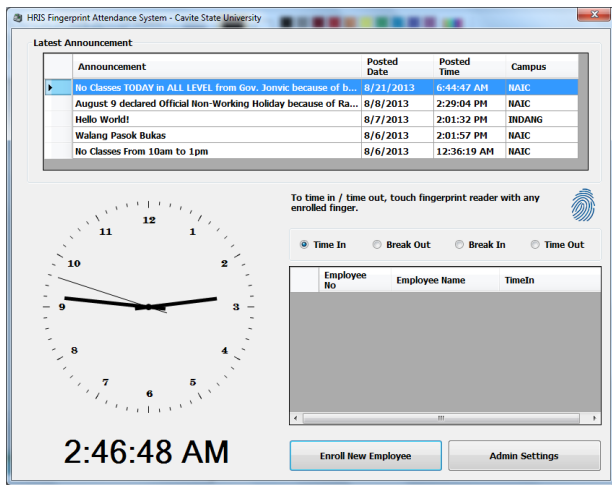 HRIS Fingerprint Attendance System - Cavite State University
Latest Announcement
Announcement Posted Date Posted Time Campus
No Classes TODAY in ALL LEVEL from Gov. Jonvic because of b... 8/21/2013 6:44:47 AM NAIC
August 9 declared Official Non-Working Holiday because of Ra... 8/8/2013 2:29:04 PM NAIC
Hello World! 8/7/2013 2:01:32 PM INDANG
Walang Pasok Bukas 8/6/2013 2:01:57 PM NAIC
No Classes From 10am to 1pm 8/6/2013 12:36:19 AM NAIC
To time in / time out, touch fingerprint reader with any
enrolled finger.
Time In Break Out Break In Time Out
Employee No Employee Name TimeIn
12
1
2
3
4
5
6
7
8
9
10
11
2:46:48 AM
Enroll New Employee Admin Settings